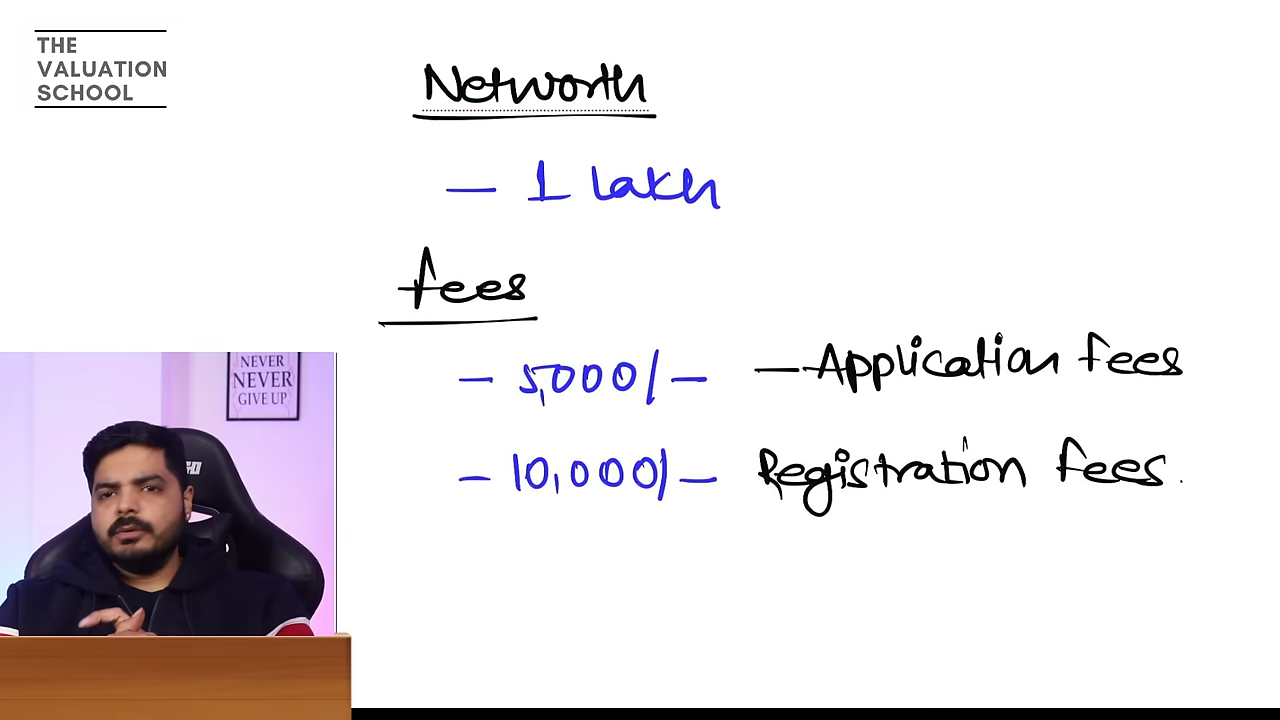 THE
VALUATION
SCHOOL
Networth
– 1 lakh
fees
– 5,000/– – Application fees
– 10,000/– Registration fees.
NEVER
NEVER
GIVE UP